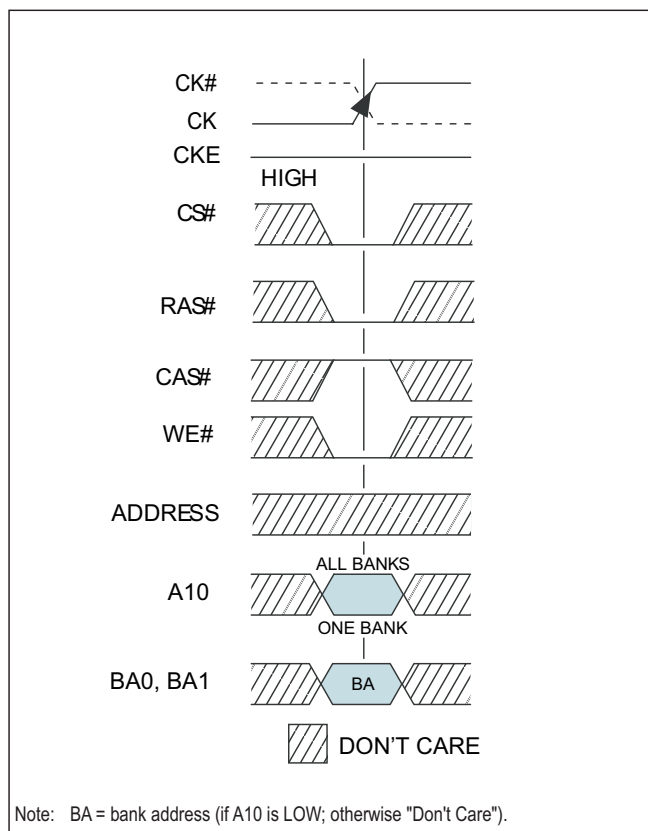 CK#
CK
CKE
HIGH
CS#
RAS#
CAS#
WE#
ADDRESS
ALL BANKS
A10
ONE BANK
BA0, BA1
BA
DON'T CARE
Note: BA = bank address (if A10 is LOW; otherwise "Don't Care").